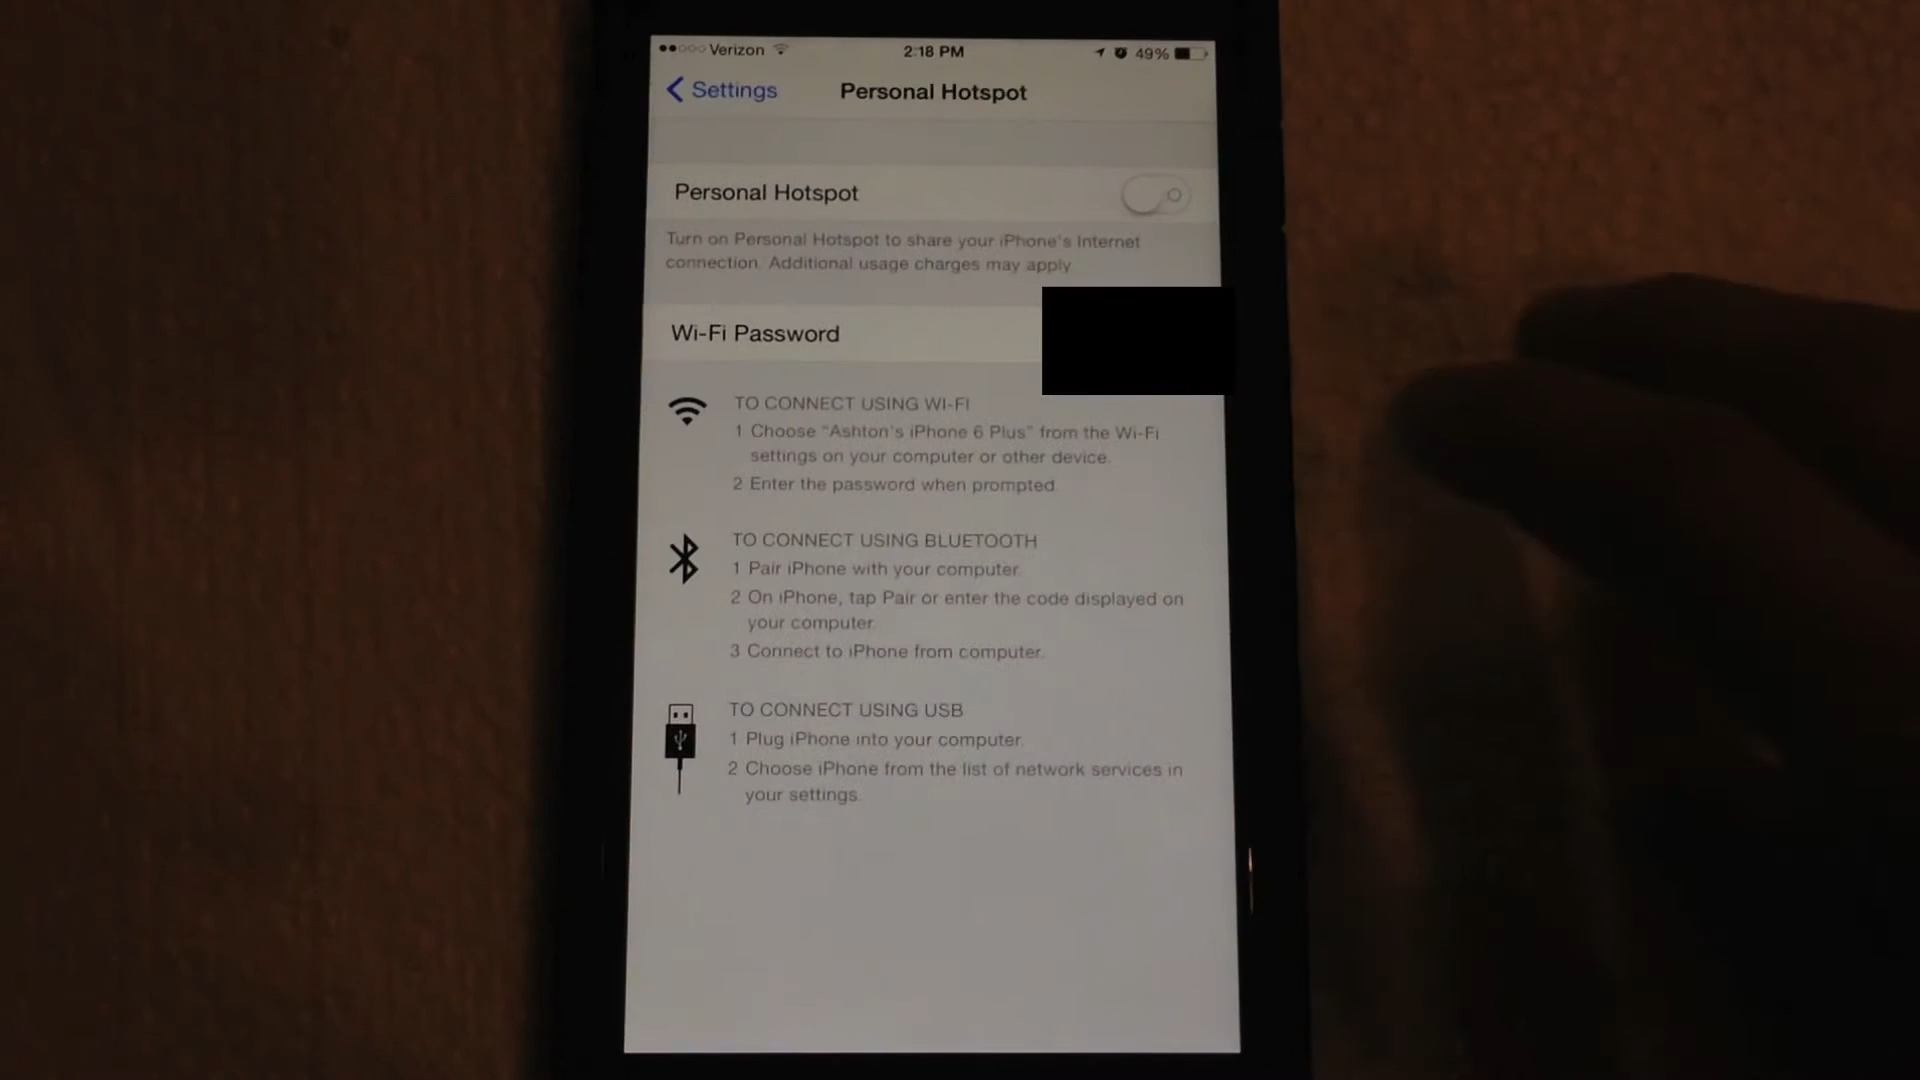 Verizon 2:18 PM 49%
Settings Personal Hotspot
Personal Hotspot
Turn on Personal Hotspot to share your iPhone's Internet
connection. Additional usage charges may apply
Wi-Fi Password
TO CONNECT USING WI-FI
1 Choose "Ashton's iPhone 6 Plus" from the Wi-Fi
settings on your computer or other device.
2 Enter the password when prompted.
TO CONNECT USING BLUETOOTH
1 Pair iPhone with your computer.
2 On iPhone, tap Pair or enter the code displayed on
your computer.
3 Connect to iPhone from computer.
TO CONNECT USING USB
1 Plug iPhone into your computer.
2 Choose iPhone from the list of network services in
your settings.